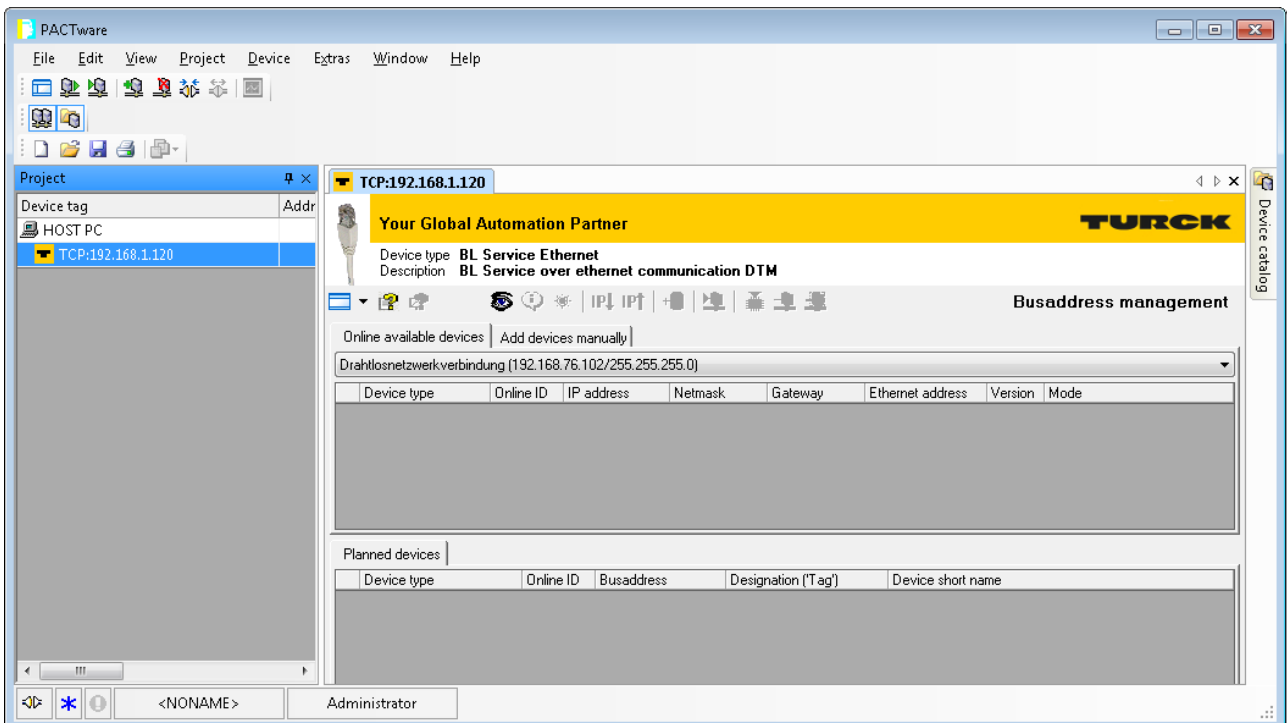 PACTware
File Edit View Project Device Extras Window Help
Project
Device tag Addr
HOST PC
TCP:192.168.1.120
TCP:192.168.1.120
Your Global Automation Partner
TURCK
Device type BL Service Ethernet
Description BL Service over ethernet communication DTM
IP IP Busaddress management
Online available devices Add devices manually
Drahtlosnetzwerkverbindung (192.168.76.102/255.255.255.0)
Device type Online ID IP address Netmask Gateway Ethernet address Version Mode
Planned devices
Device type Online ID Busaddress Designation ('Tag') Device short name
Device catalog
<NONAME> Administrator